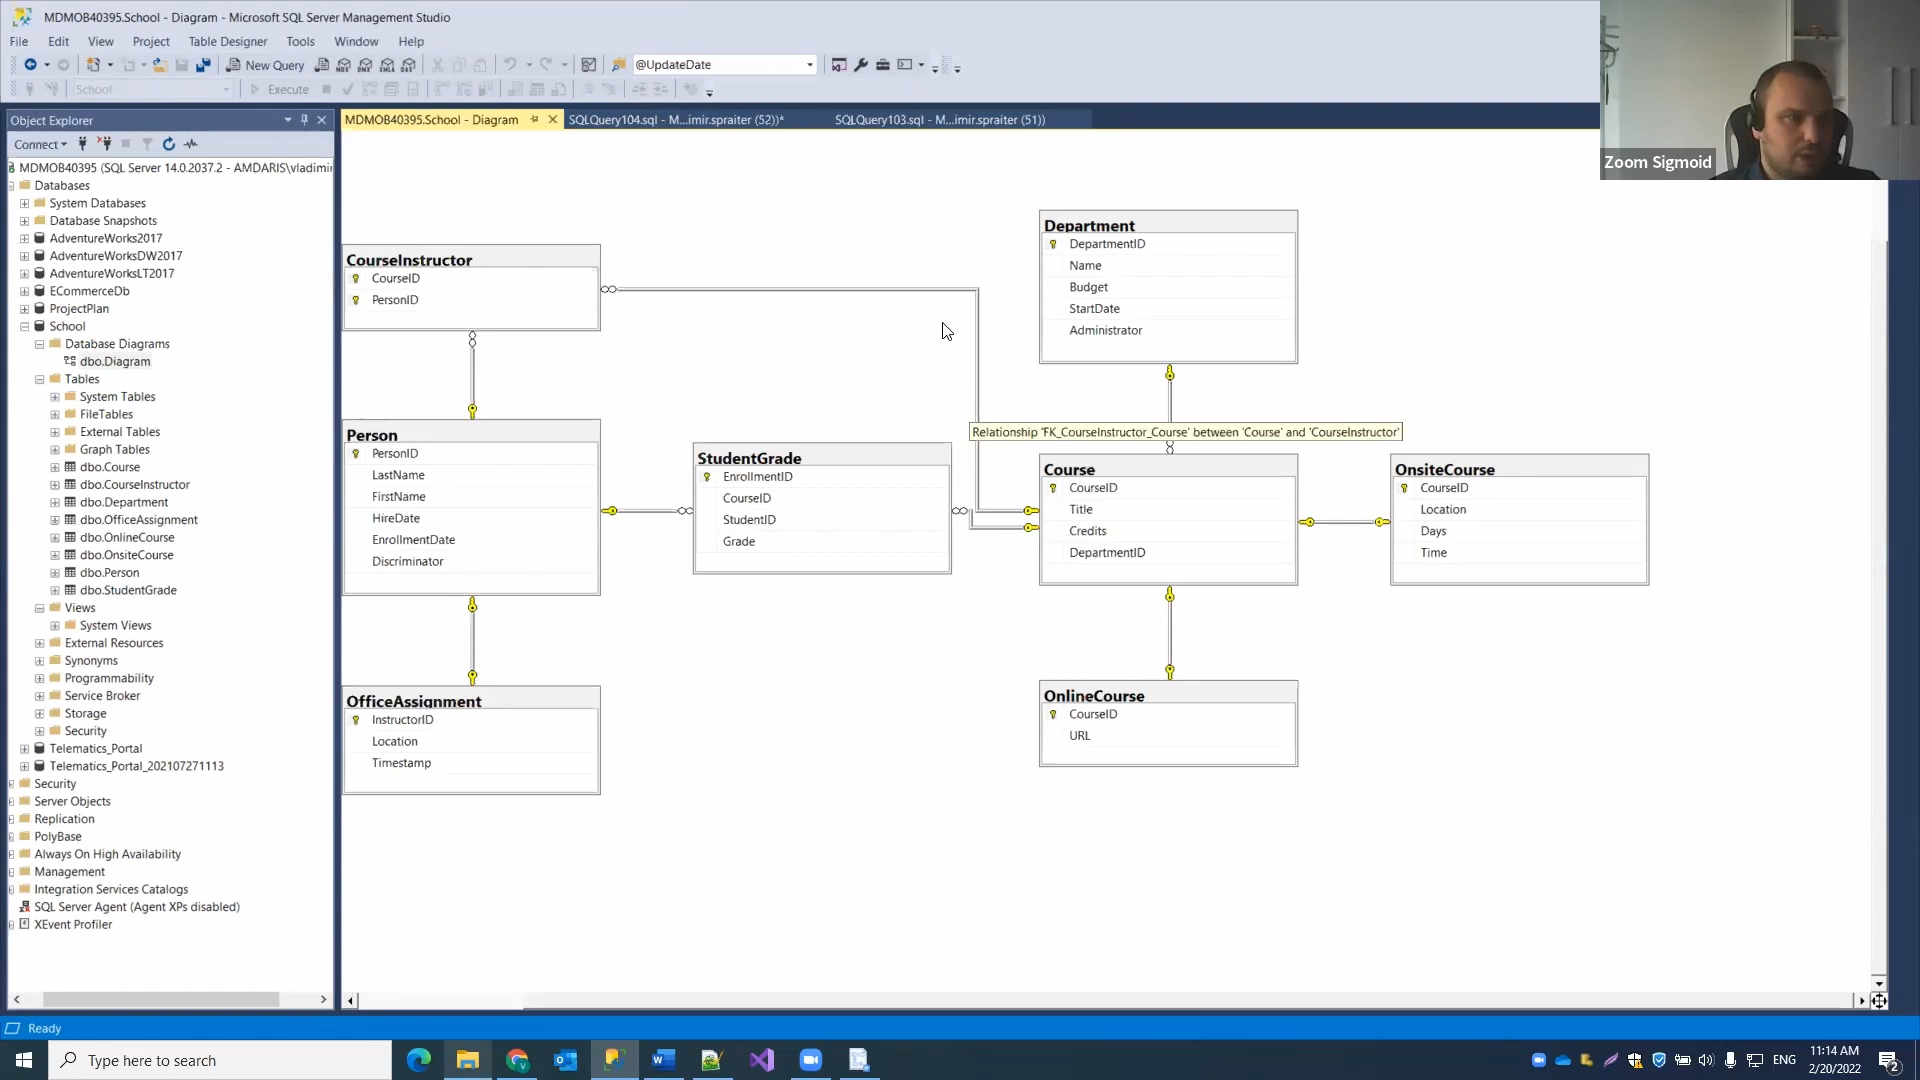 MDMOB40395.School - Diagram - Microsoft SQL Server Management Studio
File Edit View Project Table Designer Tools Window Help
New Query @UpdateDate
School Execute
Zoom Sigmoid
Object Explorer
Connect
MDMOB40395 (SQL Server 14.0.2037.2 - AMDARIS\vladimir
Databases
System Databases
Database Snapshots
AdventureWorks2017
AdventureWorksDW2017
AdventureWorksLT2017
ECommerceDb
ProjectPlan
School
Database Diagrams
dbo.Diagram
Tables
System Tables
FileTables
External Tables
Graph Tables
dbo.Course
dbo.CourseInstructor
dbo.Department
dbo.OfficeAssignment
dbo.OnlineCourse
dbo.OnsiteCourse
dbo.Person
dbo.StudentGrade
Views
System Views
External Resources
Synonyms
Programmability
Service Broker
Storage
Security
Telematics_Portal
Telematics_Portal_202107271113
Security
Server Objects
Replication
PolyBase
Always On High Availability
Management
Integration Services Catalogs
SQL Server Agent (Agent XPs disabled)
XEvent Profiler
MDMOB40395.School - Diagram SQLQuery104.sql - M...imir.spraiter (52))* SQLQuery103.sql - M...imir.spraiter (51))
CourseInstructor
CourseID
PersonID
Department
DepartmentID
Name
Budget
StartDate
Administrator
Relationship 'FK_CourseInstructor_Course' between 'Course' and 'CourseInstructor'
Person
PersonID
LastName
FirstName
HireDate
EnrollmentDate
Discriminator
StudentGrade
EnrollmentID
CourseID
StudentID
Grade
Course
CourseID
Title
Credits
DepartmentID
OnsiteCourse
CourseID
Location
Days
Time
OfficeAssignment
InstructorID
Location
Timestamp
OnlineCourse
CourseID
URL
Ready
Type here to search
ENG
11:14 AM
2/20/2022
2